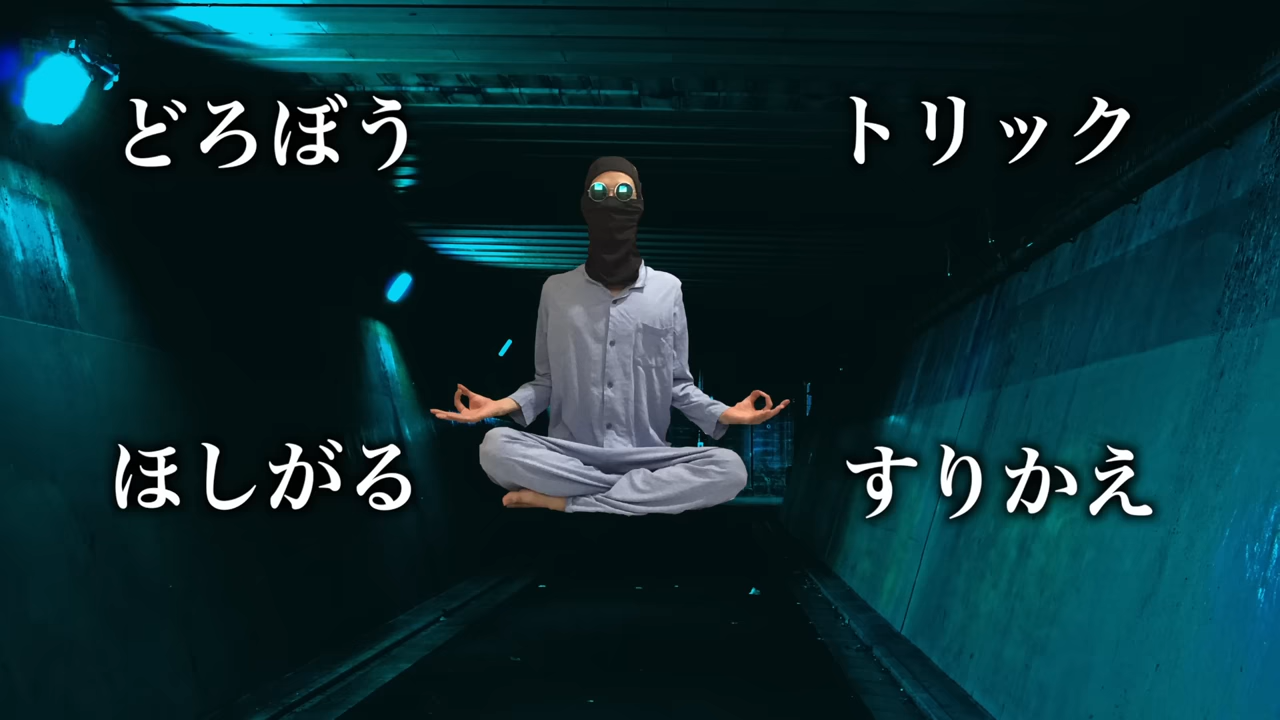 どろぼう
トリック
ほしがる
すりかえ